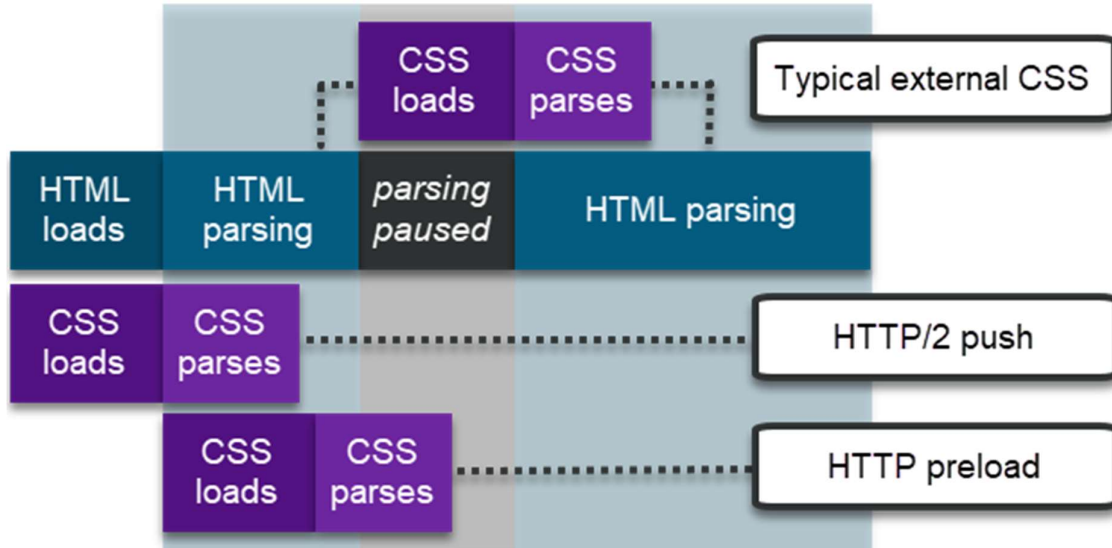 CSS
loads
CSS
parses
Typical external CSS
HTML
loads
HTML
parsing
parsing
paused
HTML parsing
CSS
loads
CSS
parses
HTTP/2 push
CSS
loads
CSS
parses
HTTP preload